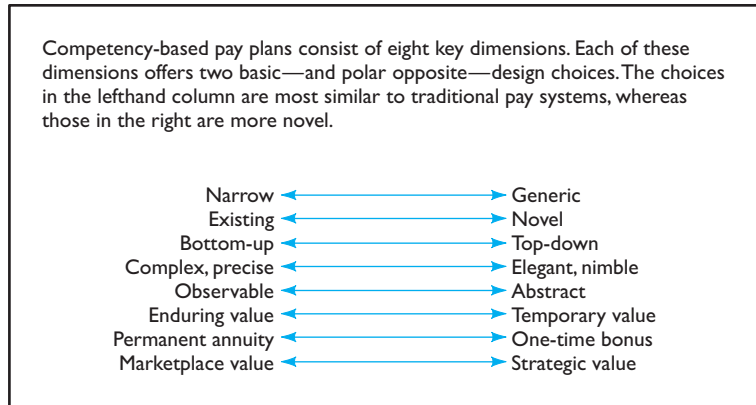 Competency-based pay plans consist of eight key dimensions. Each of these
dimensions offers two basic—and polar opposite—design choices. The choices
in the lefthand column are most similar to traditional pay systems, whereas
those in the right are more novel.
Narrow Generic
Existing Novel
Bottom-up Top-down
Complex, precise Elegant, nimble
Observable Abstract
Enduring value Temporary value
Permanent annuity One-time bonus
Marketplace value Strategic value